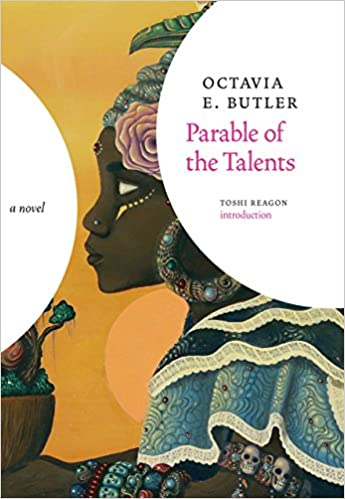 OCTAVIA
E. BUTLER
Parable of
the Talents
TOSHI REAGON
introduction
a novel